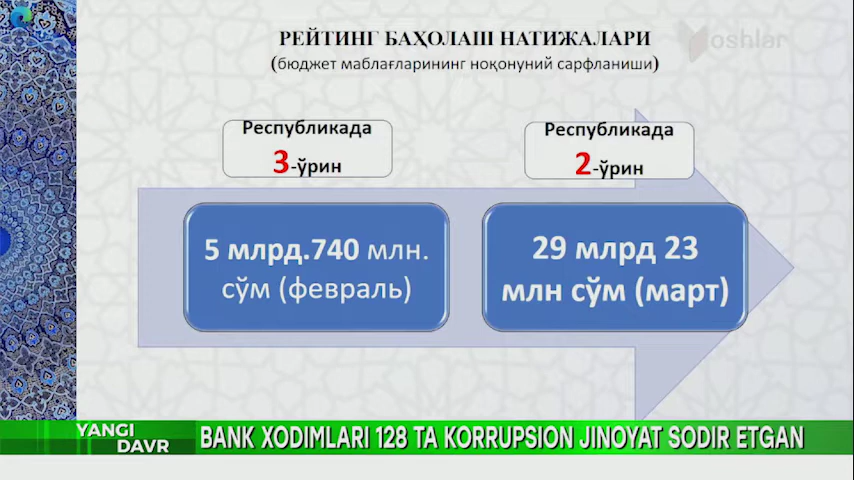 РЕЙТИНГ БАҲОЛАШ НАТИЖАЛАРИ
(бюджет маблағларининг ноқонуний сарфланиши)
oshlar
Республикада
3-ўрин
Республикада
2-ўрин
5 млрд.740 млн.
сўм (февраль)
29 млрд 23
млн сўм (март)
YANGI
DAVR
BANK XODIMLARI 128 TA KORRUPSION JINOYAT SODIR ETGAN